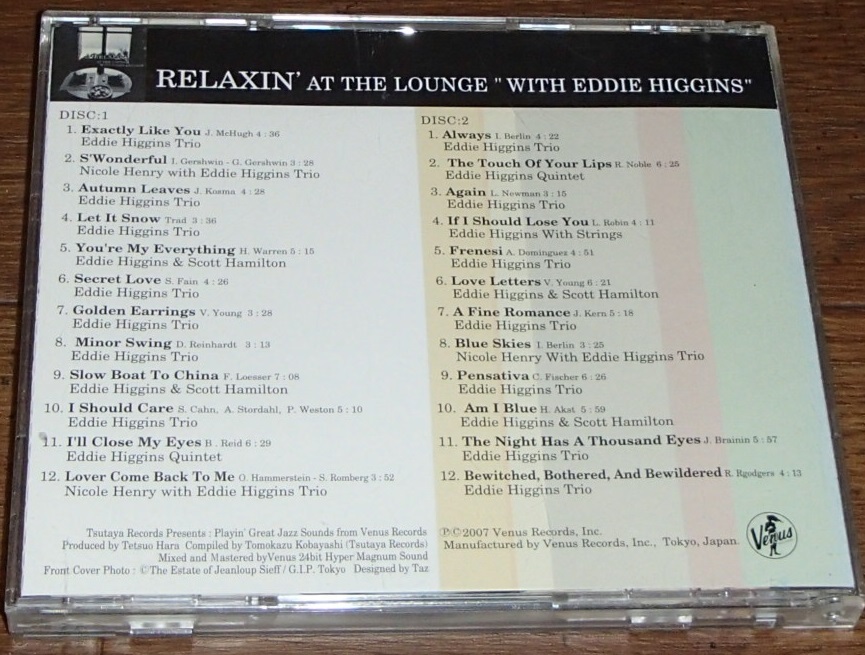 RELAXIN' AT THE LOUNGE " WITH EDDIE HIGGINS"
DISC:1
1. Exactly Like You J. McHugh 4 : 36
Eddie Higgins Trio
2. S'Wonderful I. Gershwin - G. Gershwin 3 : 28
Nicole Henry with Eddie Higgins Trio
3. Autumn Leaves J. Kosma 4 : 28
Eddie Higgins Trio
4. Let It Snow Trad 3 : 36
Eddie Higgins Trio
5. You're My Everything H. Warren 5 : 15
Eddie Higgins & Scott Hamilton
6. Secret Love S. Fain 4 : 26
Eddie Higgins Trio
7. Golden Earrings V. Young 3 : 28
Eddie Higgins Trio
8. Minor Swing D. Reinhardt 3 : 13
Eddie Higgins Trio
9. Slow Boat To China F. Loesser 7 : 08
Eddie Higgins & Scott Hamilton
10. I Should Care S. Cahn, A. Stordahl, P. Weston 5 : 10
Eddie Higgins Trio
11. I'll Close My Eyes B . Reid 6 : 29
Eddie Higgins Quintet
12. Lover Come Back To Me O. Hammerstein - S. Romberg 3 : 52
Nicole Henry with Eddie Higgins Trio
DISC:2
1. Always I. Berlin 4 : 22
Eddie Higgins Trio
2. The Touch Of Your Lips R. Noble 6 : 25
Eddie Higgins Quintet
3. Again L. Newman 3 : 15
Eddie Higgins Trio
4. If I Should Lose You L. Robin 4 : 11
Eddie Higgins With Strings
5. Frenesi A. Dominguez 4 : 51
Eddie Higgins Trio
6. Love Letters V. Young 6 : 21
Eddie Higgins & Scott Hamilton
7. A Fine Romance J. Kern 5 : 18
Eddie Higgins Trio
8. Blue Skies I. Berlin 3 : 25
Nicole Henry With Eddie Higgins Trio
9. Pensativa C. Fischer 6 : 26
Eddie Higgins Trio
10. Am I Blue H. Akst 5 : 59
Eddie Higgins & Scott Hamilton
11. The Night Has A Thousand Eyes J. Brainin 5 : 57
Eddie Higgins Trio
12. Bewitched, Bothered, And Bewildered R. Rgodgers 4 : 13
Eddie Higgins Trio
Tsutaya Records Presents : Playin' Great Jazz Sounds from Venus Records
Produced by Tetsuo Hara Compiled by Tomokazu Kobayashi (Tsutaya Records)
Mixed and Mastered byVenus 24bit Hyper Magnum Sound
Front Cover Photo : ©The Estate of Jeanloup Sieff / G.I.P. Tokyo Designed by Taz
℗©2007 Venus Records, Inc.
Manufactured by Venus Records, Inc., Tokyo, Japan.
Venus